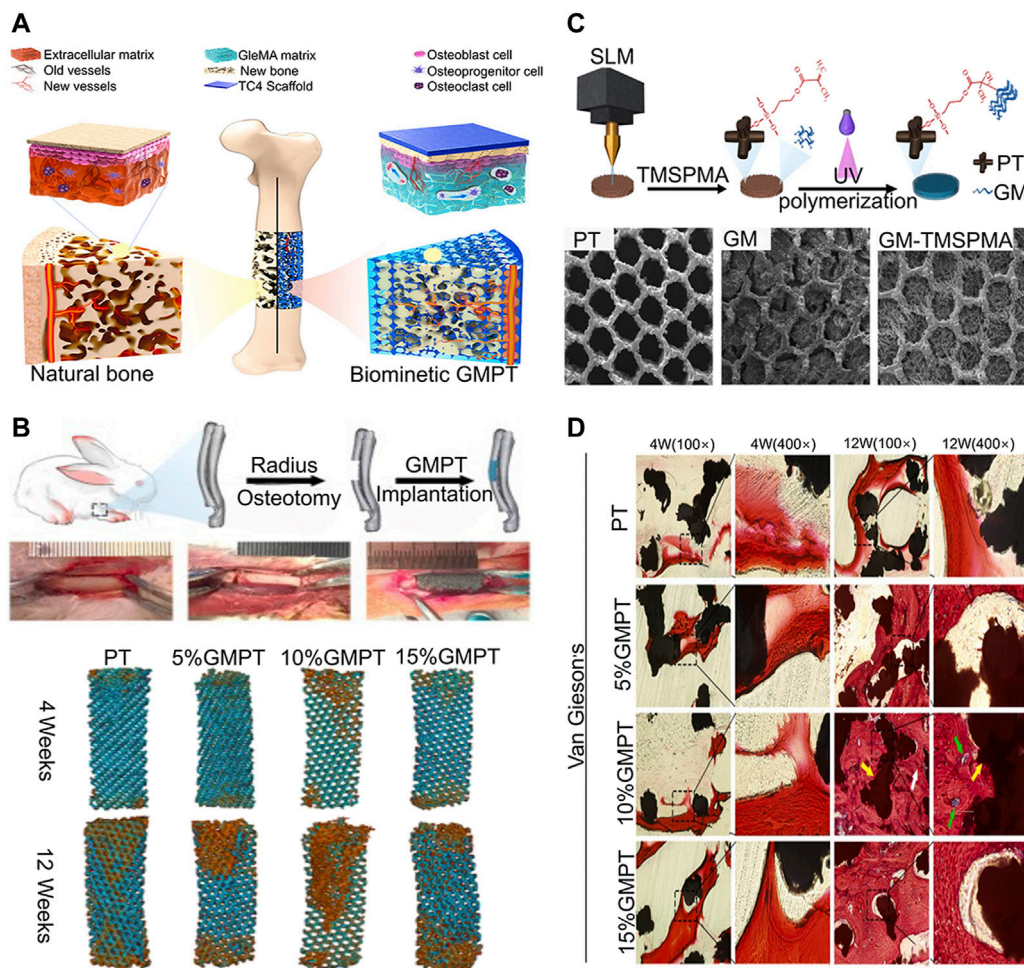 A
Extracellular matrix
Old vessels
New vessels
GleMA matrix
New bone
TC4 Scaffold
Osteoblast cell
Osteoprogenitor cell
Osteoclast cell
Natural bone
Biominetic GMPT
B
Radius
Osteotomy
GMPT
Implantation
PT 5%GMPT 10%GMPT 15%GMPT
4 Weeks
12 Weeks
C
SLM
TMSPMA
UV
polymerization
PT
GM
PT
GM
GM-TMSPMA
D
4W(100×) 4W(400×) 12W(100×) 12W(400×)
Van Gieson's
PT
5%GMPT
10%GMPT
15%GMPT